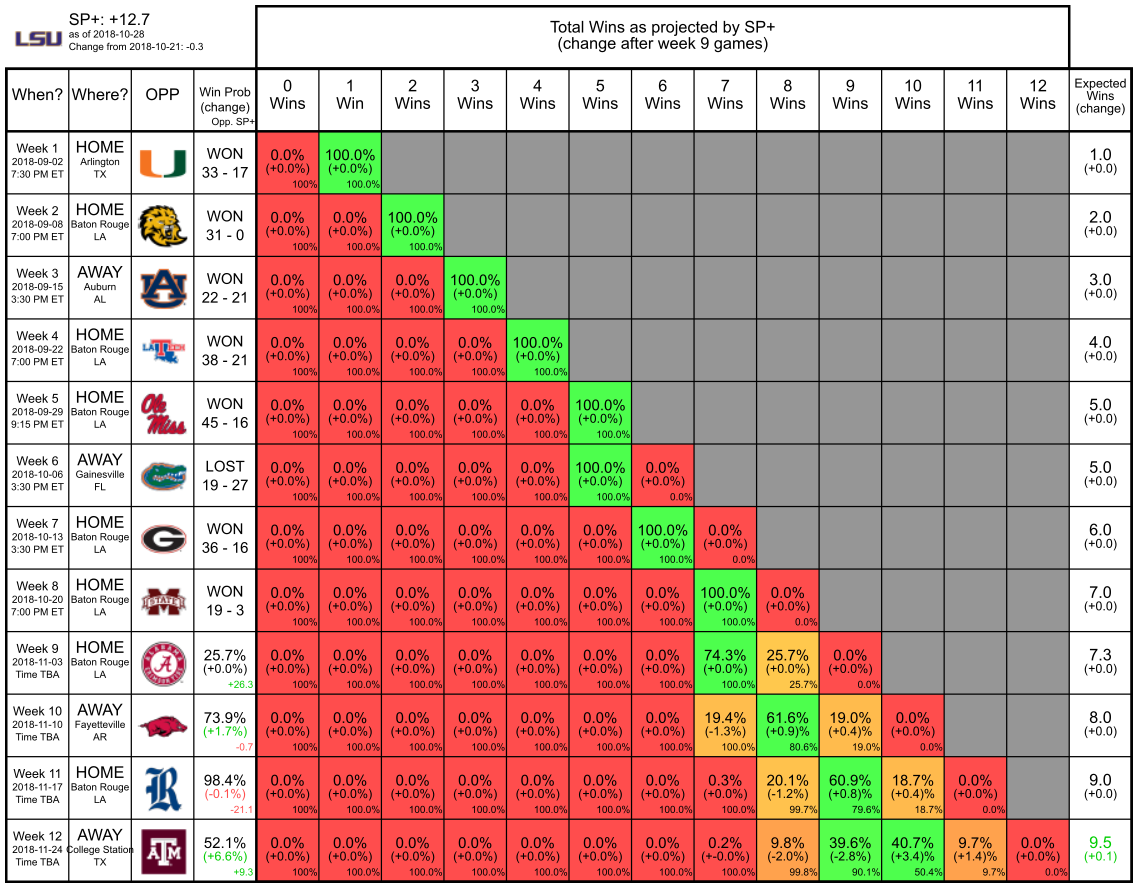 SP+: +12.7
as of 2018-10-28
Change from 2018-10-21: -0.3
LSU
Total Wins as projected by SP+
(change after week 9 games)
When? Where? OPP Win Prob (change) Opp. SP+ 0 Wins 1 Win 2 Wins 3 Wins 4 Wins 5 Wins 6 Wins 7 Wins 8 Wins 9 Wins 10 Wins 11 Wins 12 Wins Expected Wins (change)
Week 1 HOME WON 0.0% 100.0% 1.0
2018-09-02 Arlington (+0.0%) (+0.0%) (+0.0)
7:30 PM ET TX 33 - 17 100% 100.0%
Week 2 HOME WON 0.0% 0.0% 100.0% 2.0
2018-09-08 Baton Rouge (+0.0%) (+0.0%) (+0.0%) (+0.0)
7:00 PM ET LA 31 - 0 100% 100.0% 100.0%
Week 3 AWAY WON 0.0% 0.0% 0.0% 100.0% 3.0
2018-09-15 Auburn (+0.0%) (+0.0%) (+0.0%) (+0.0%) (+0.0)
3:30 PM ET AL 22 - 21 100% 100.0% 100.0% 100.0%
Week 4 HOME LA TECH WON 0.0% 0.0% 0.0% 0.0% 100.0% 4.0
2018-09-22 Baton Rouge (+0.0%) (+0.0%) (+0.0%) (+0.0%) (+0.0%) (+0.0)
7:00 PM ET LA 38 - 21 100% 100.0% 100.0% 100.0% 100.0%
Week 5 HOME Ole Miss WON 0.0% 0.0% 0.0% 0.0% 0.0% 100.0% 5.0
2018-09-29 Baton Rouge (+0.0%) (+0.0%) (+0.0%) (+0.0%) (+0.0%) (+0.0%) (+0.0)
9:15 PM ET LA 45 - 16 100% 100.0% 100.0% 100.0% 100.0% 100.0%
Week 6 AWAY LOST 0.0% 0.0% 0.0% 0.0% 0.0% 100.0% 0.0% 5.0
2018-10-06 Gainesville (+0.0%) (+0.0%) (+0.0%) (+0.0%) (+0.0%) (+0.0%) (+0.0%) (+0.0)
3:30 PM ET FL 19 - 27 100% 100.0% 100.0% 100.0% 100.0% 100.0% 0.0%
Week 7 HOME G WON 0.0% 0.0% 0.0% 0.0% 0.0% 0.0% 100.0% 0.0% 6.0
2018-10-13 Baton Rouge (+0.0%) (+0.0%) (+0.0%) (+0.0%) (+0.0%) (+0.0%) (+0.0%) (+0.0%) (+0.0)
3:30 PM ET LA 36 - 16 100% 100.0% 100.0% 100.0% 100.0% 100.0% 100.0% 0.0%
Week 8 HOME STATE WON 0.0% 0.0% 0.0% 0.0% 0.0% 0.0% 0.0% 100.0% 0.0% 7.0
2018-10-20 Baton Rouge (+0.0%) (+0.0%) (+0.0%) (+0.0%) (+0.0%) (+0.0%) (+0.0%) (+0.0%) (+0.0%) (+0.0)
7:00 PM ET LA 19 - 3 100% 100.0% 100.0% 100.0% 100.0% 100.0% 100.0% 100.0% 0.0%
Week 9 HOME A 25.7% 0.0% 0.0% 0.0% 0.0% 0.0% 0.0% 0.0% 74.3% 25.7% 0.0% 7.3
2018-11-03 Baton Rouge (+0.0%) (+0.0%) (+0.0%) (+0.0%) (+0.0%) (+0.0%) (+0.0%) (+0.0%) (+0.0%) (+0.0%) (+0.0%) (+0.0)
Time TBA LA +26.3 100% 100.0% 100.0% 100.0% 100.0% 100.0% 100.0% 100.0% 25.7% 0.0%
Week 10 AWAY 73.9% 0.0% 0.0% 0.0% 0.0% 0.0% 0.0% 0.0% 19.4% 61.6% 19.0% 0.0% 8.0
2018-11-10 Fayetteville (+1.7%) (+0.0%) (+0.0%) (+0.0%) (+0.0%) (+0.0%) (+0.0%) (+0.0%) (-1.3%) (+0.9)% (+0.4)% (+0.0%) (+0.0)
Time TBA AR -0.7 100% 100.0% 100.0% 100.0% 100.0% 100.0% 100.0% 100.0% 80.6% 19.0% 0.0%
Week 11 HOME R 98.4% 0.0% 0.0% 0.0% 0.0% 0.0% 0.0% 0.0% 0.3% 20.1% 60.9% 18.7% 0.0% 9.0
2018-11-17 Baton Rouge (-0.1%) (+0.0%) (+0.0%) (+0.0%) (+0.0%) (+0.0%) (+0.0%) (+0.0%) (+0.0%) (-1.2%) (+0.8)% (+0.4)% (+0.0%) (+0.0)
Time TBA LA -21.1 100% 100.0% 100.0% 100.0% 100.0% 100.0% 100.0% 100.0% 99.7% 79.6% 18.7% 0.0%
Week 12 AWAY ATM 52.1% 0.0% 0.0% 0.0% 0.0% 0.0% 0.0% 0.0% 0.2% 9.8% 39.6% 40.7% 9.7% 0.0% 9.5
2018-11-24 College Station (+6.6%) (+0.0%) (+0.0%) (+0.0%) (+0.0%) (+0.0%) (+0.0%) (+0.0%) (+-0.0%) (-2.0%) (-2.8%) (+3.4)% (+1.4)% (+0.0%) (+0.1)
Time TBA TX +9.3 100% 100.0% 100.0% 100.0% 100.0% 100.0% 100.0% 100.0% 99.8% 90.1% 50.4% 9.7% 0.0%